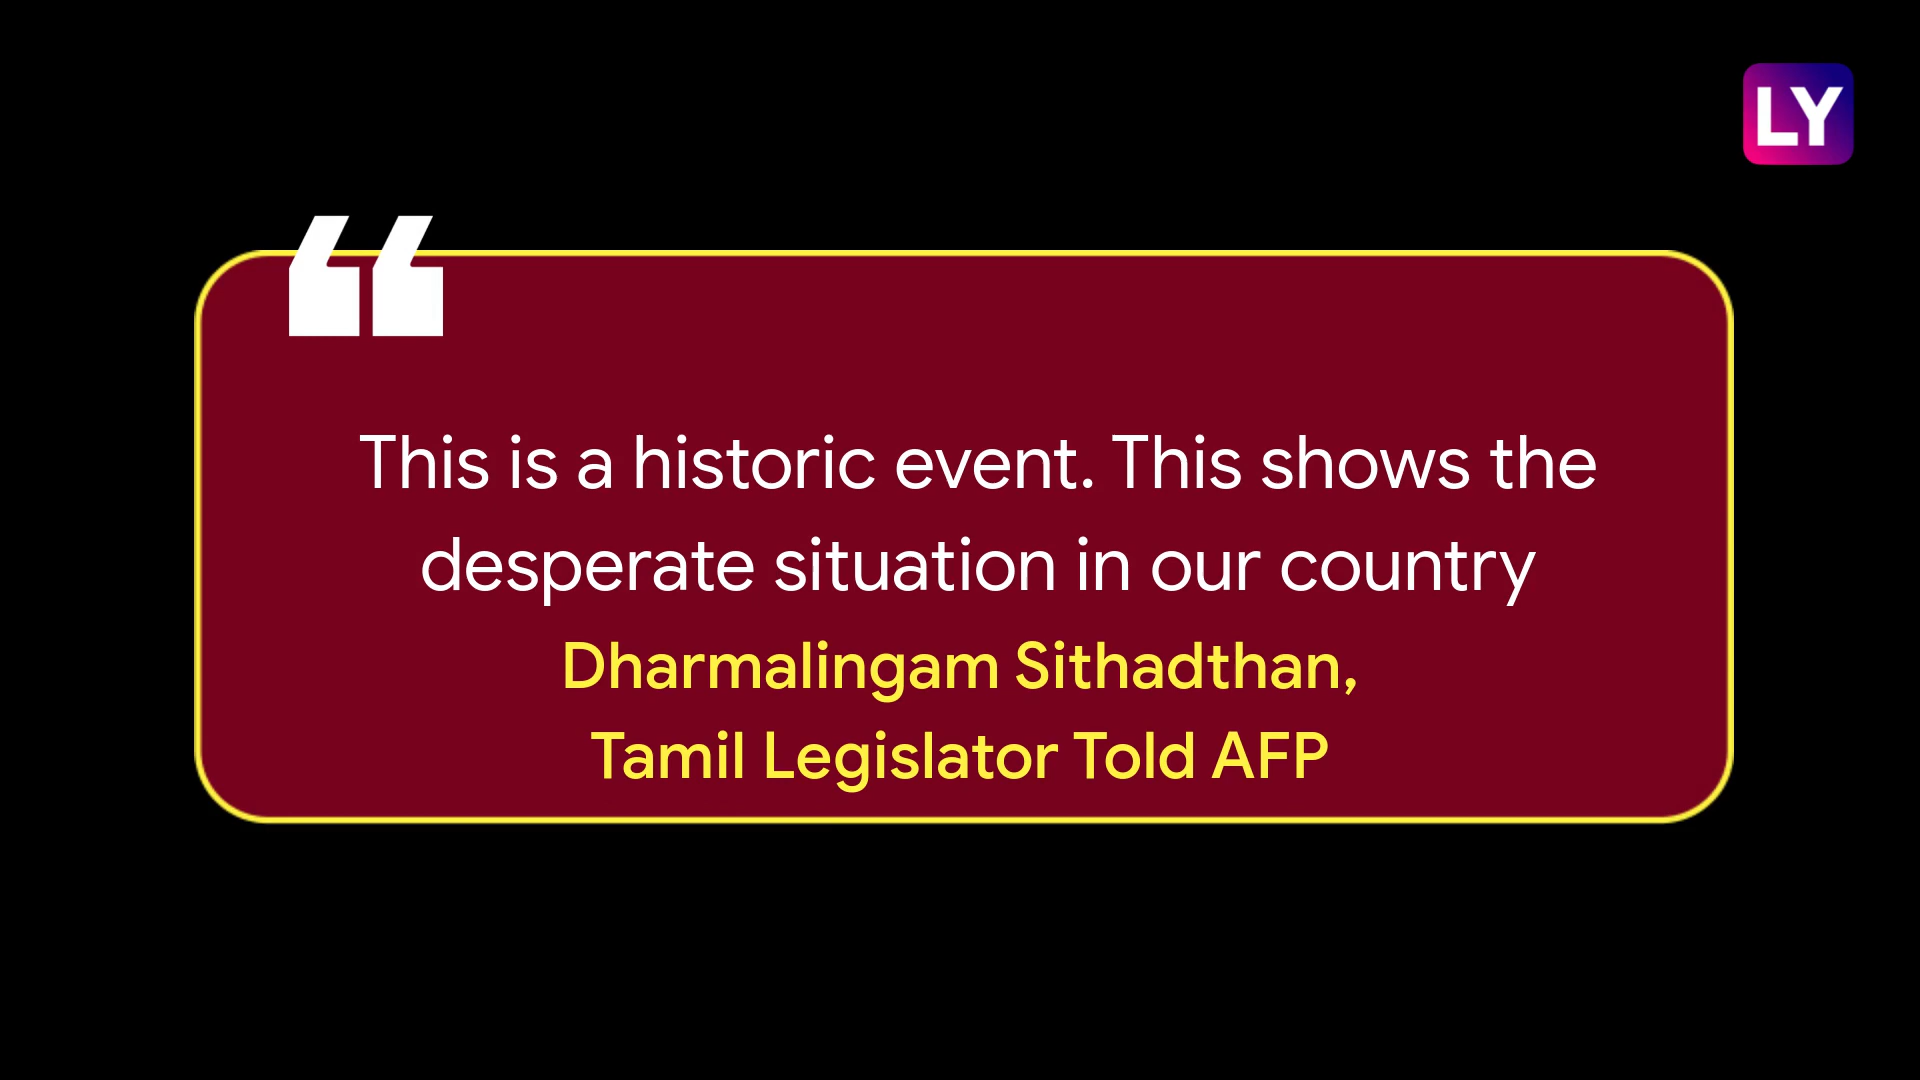 LY
“
This is a historic event. This shows the
desperate situation in our country
Dharmalingam Sithadthan,
Tamil Legislator Told AFP